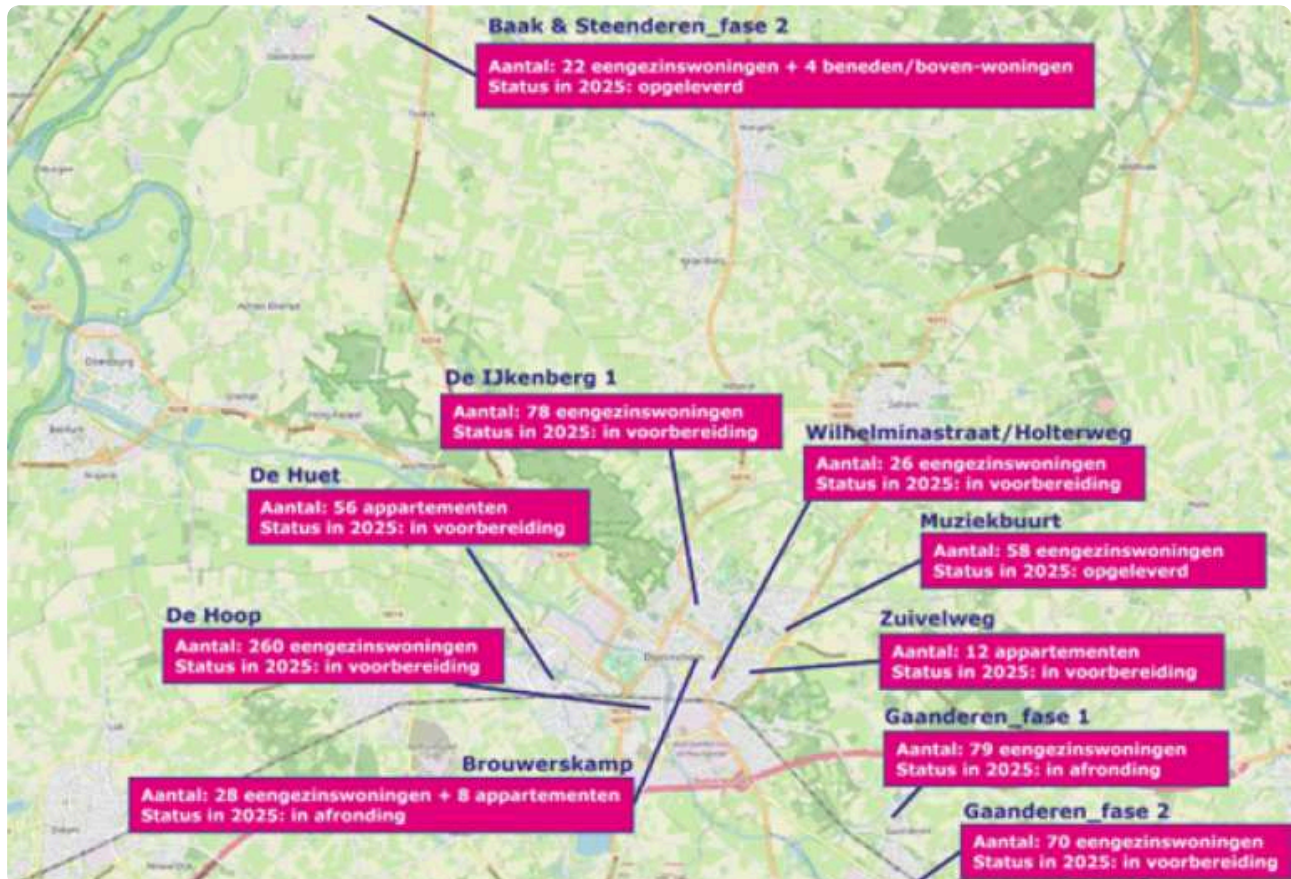 Baak & Steenderen_fase 2
Aantal: 22 eengezinswoningen + 4 beneden/boven-woningen
Status in 2025: opgeleverd
De IJkenberg 1
Aantal: 78 eengezinswoningen
Status in 2025: in voorbereiding
Wilhelminastraat/Holterweg
Aantal: 26 eengezinswoningen
Status in 2025: in voorbereiding
De Huet
Aantal: 56 appartementen
Status in 2025: in voorbereiding
Muziekbuurt
Aantal: 58 eengezinswoningen
Status in 2025: opgeleverd
De Hoop
Aantal: 260 eengezinswoningen
Status in 2025: in voorbereiding
Zuivelweg
Aantal: 12 appartementen
Status in 2025: in voorbereiding
Gaanderen_fase 1
Aantal: 79 eengezinswoningen
Status in 2025: in afronding
Brouwerskamp
Aantal: 28 eengezinswoningen + 8 appartementen
Status in 2025: in afronding
Gaanderen_fase 2
Aantal: 70 eengezinswoningen
Status in 2025: in voorbereiding